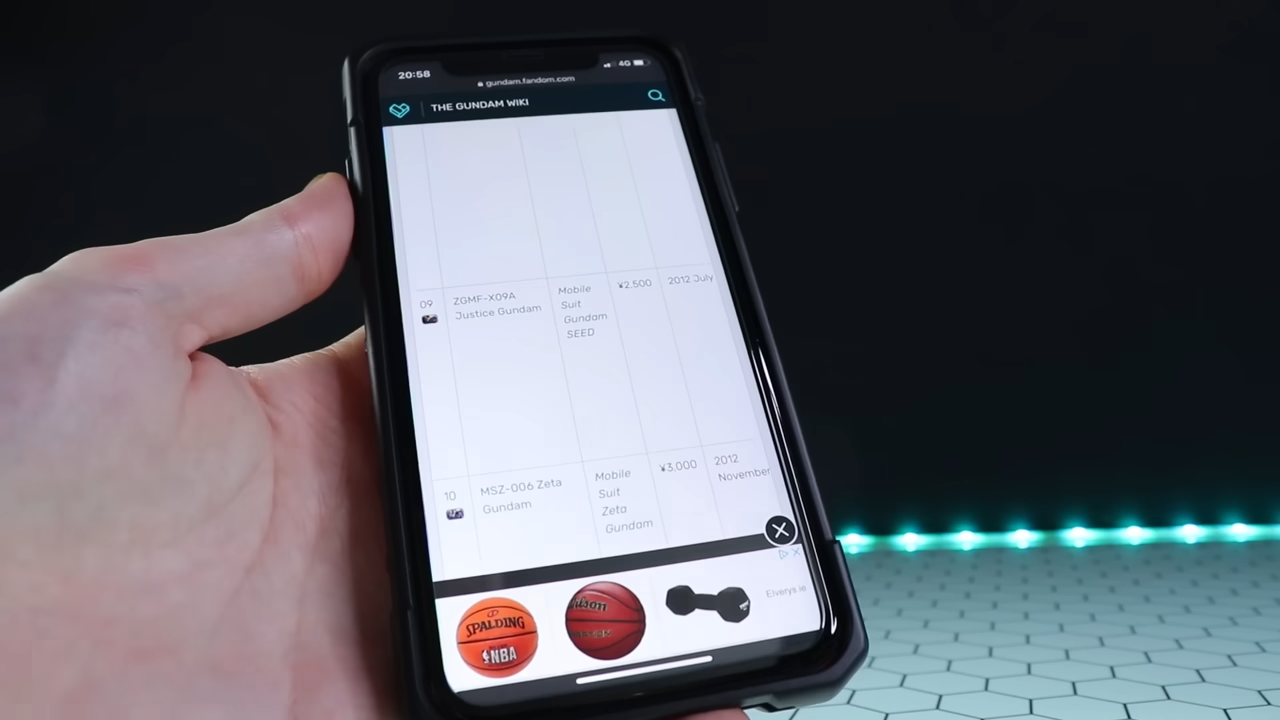 20:58
4G
gundam.fandom.com
THE GUNDAM WIKI
09
ZGMF-X09A
Justice Gundam
Mobile
Suit
Gundam
SEED
¥2,500
2012 July
10
MSZ-006 Zeta
Gundam
Mobile
Suit
Zeta
Gundam
¥3,000
2012
November
SPALDING
NBA
Wilson
Elverys.ie